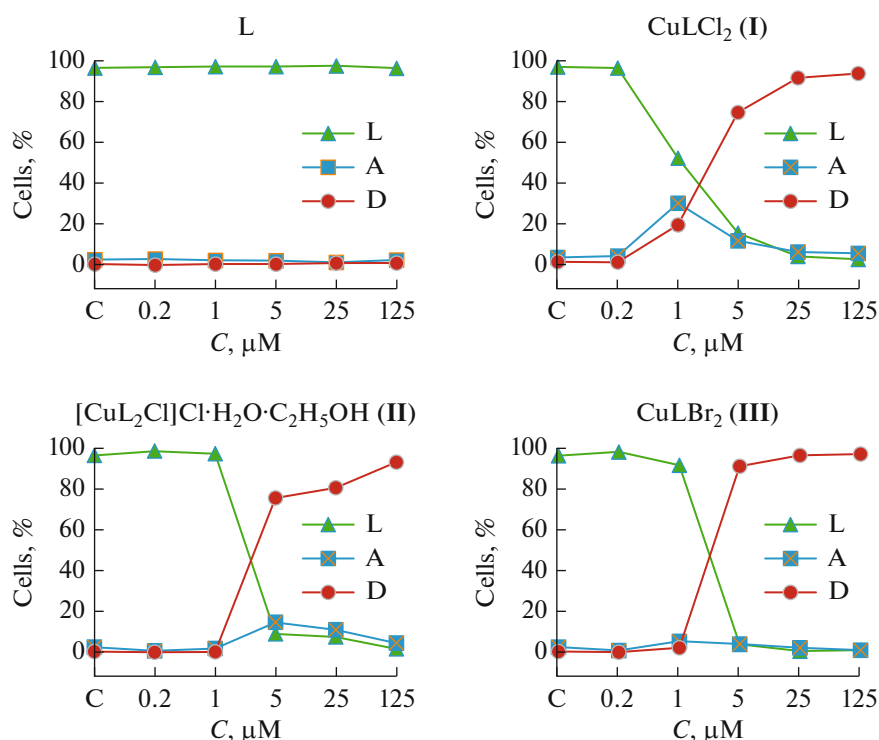 L
100
80
60
40
20
0
Cells, %
L
A
D
C 0.2 1 5 25 125
C, μM
CuLCl₂ (I)
100
80
60
40
20
0
Cells, %
L
A
D
C 0.2 1 5 25 125
C, μM
[CuL₂Cl]Cl·H₂O·C₂H₅OH (II)
100
80
60
40
20
0
Cells, %
L
A
D
C 0.2 1 5 25 125
C, μM
CuLBr₂ (III)
100
80
60
40
20
0
Cells, %
L
A
D
C 0.2 1 5 25 125
C, μM